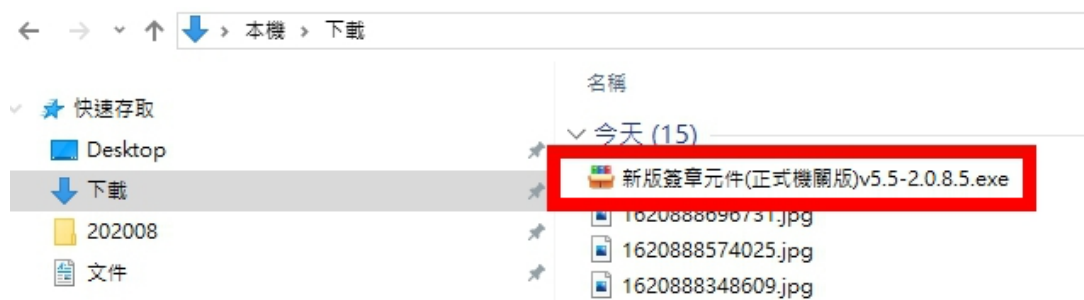 本機 › 下載
快速存取
Desktop
下載
202008
文件
名稱
今天 (15)
新版簽章元件(正式機關版)v5.5-2.0.8.5.exe
1620888696731.jpg
1620888574025.jpg
1620888348609.jpg